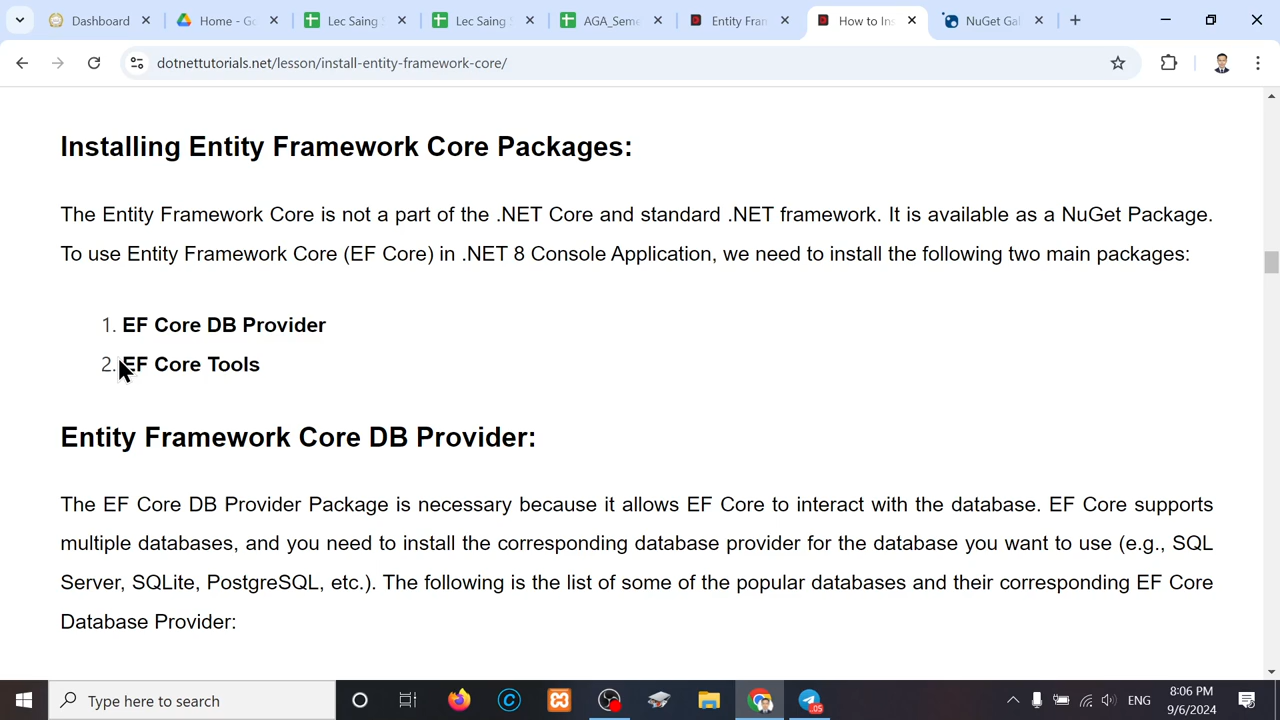 Dashboard
Home - Go
Lec Saing
Lec Saing
AGA_Seme
Entity Fran
How to Ins
NuGet Gal
dotnettutorials.net/lesson/install-entity-framework-core/
Installing Entity Framework Core Packages:
The Entity Framework Core is not a part of the .NET Core and standard .NET framework. It is available as a NuGet Package.
To use Entity Framework Core (EF Core) in .NET 8 Console Application, we need to install the following two main packages:
1. EF Core DB Provider
2. EF Core Tools
Entity Framework Core DB Provider:
The EF Core DB Provider Package is necessary because it allows EF Core to interact with the database. EF Core supports
multiple databases, and you need to install the corresponding database provider for the database you want to use (e.g., SQL
Server, SQLite, PostgreSQL, etc.). The following is the list of some of the popular databases and their corresponding EF Core
Database Provider:
Type here to search
ENG
8:06 PM
9/6/2024